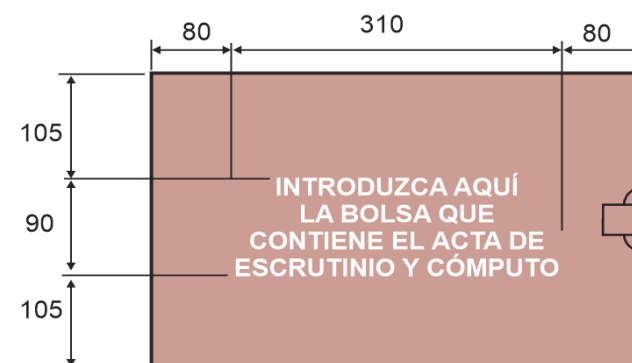 80
310
80
105
INTRODUZCA AQUÍ
LA BOLSA QUE
90
CONTIENE EL ACTA DE
ESCRUTINIO Y CÓMPUTO
105